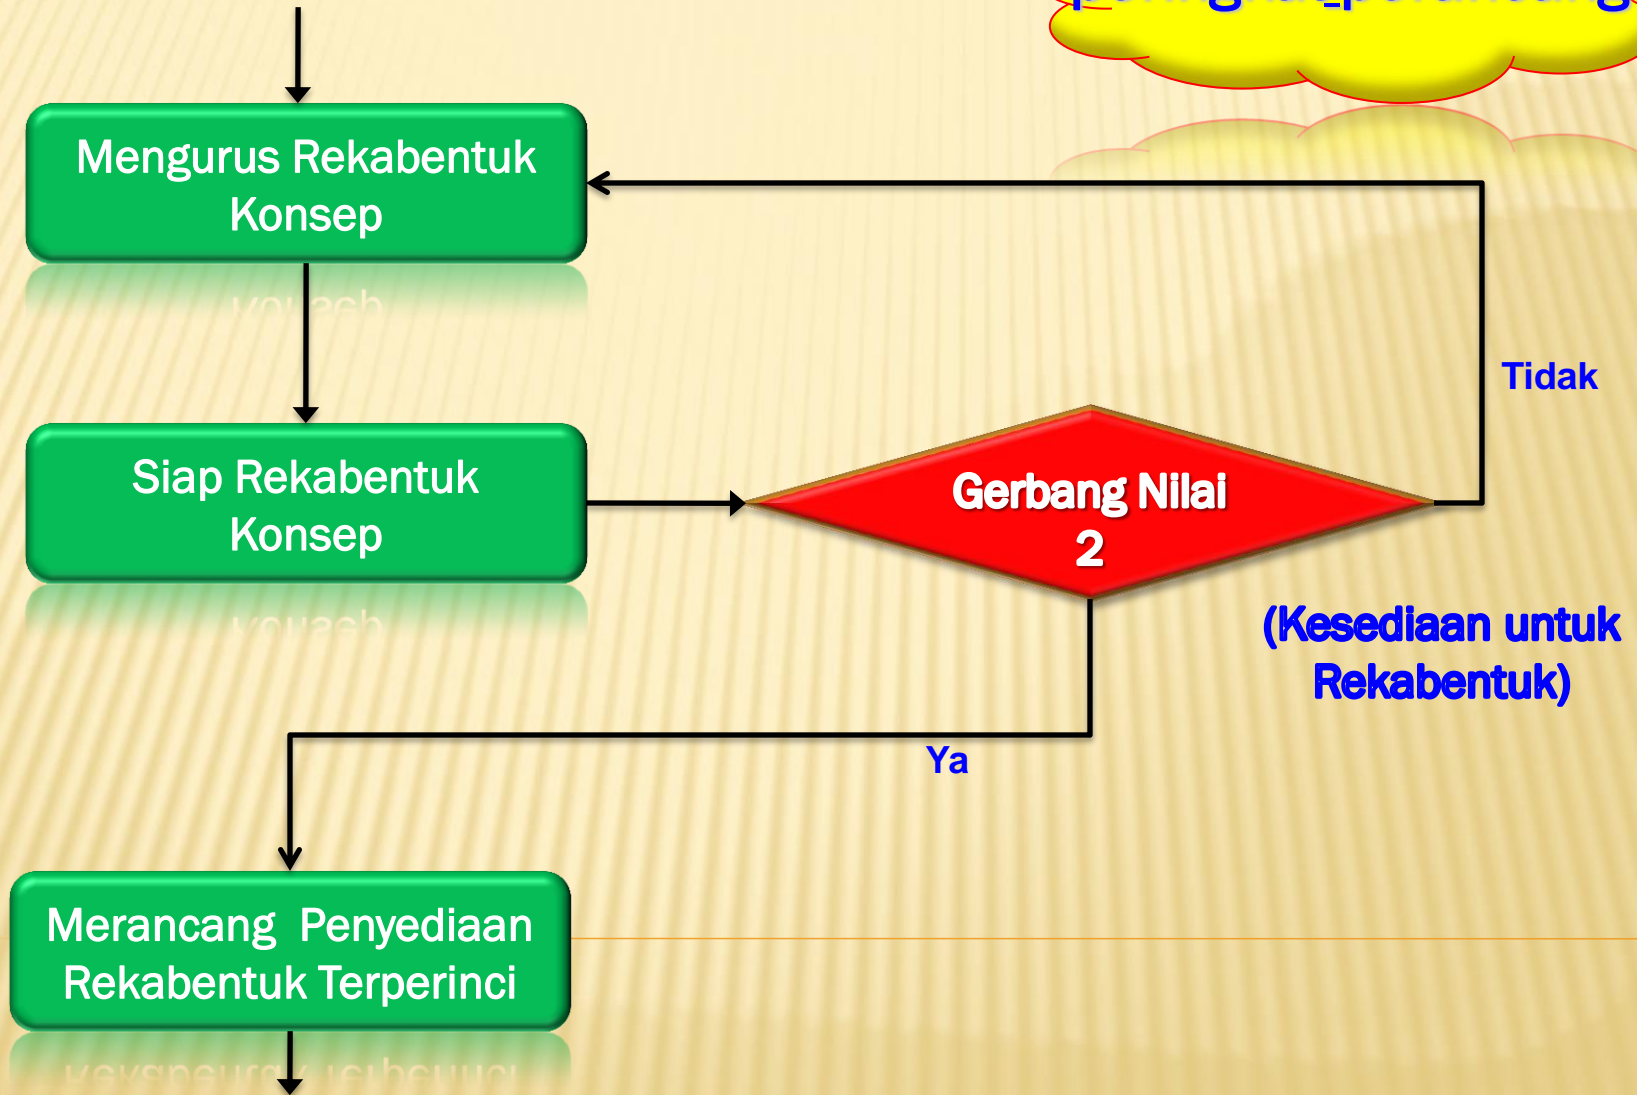 Mengurus Rekabentuk
Konsep
Tidak
Siap Rekabentuk
Konsep
Gerbang Nilai
2
(Kesediaan untuk
Rekabentuk)
Ya
Merancang Penyediaan
Rekabentuk Terperinci